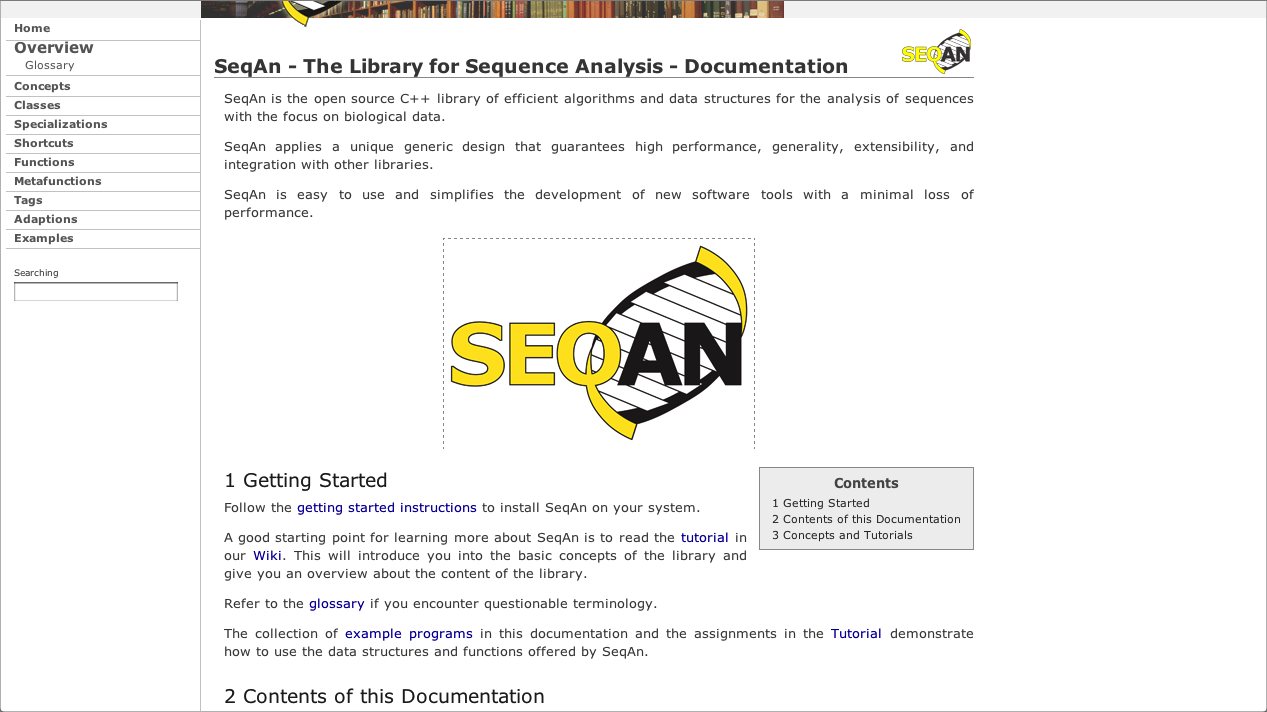 Home
Overview
Glossary
Concepts
Classes
Specializations
Shortcuts
Functions
Metafunctions
Tags
Adaptions
Examples
Searching
SEQAN
SeqAn - The Library for Sequence Analysis - Documentation
SeqAn is the open source C++ library of efficient algorithms and data structures for the analysis of sequences
with the focus on biological data.
SeqAn applies a unique generic design that guarantees high performance, generality, extensibility, and
integration with other libraries.
SeqAn is easy to use and simplifies the development of new software tools with a minimal loss of
performance.
SEQAN
1 Getting Started
Follow the getting started instructions to install SeqAn on your system.
A good starting point for learning more about SeqAn is to read the tutorial in
our Wiki. This will introduce you into the basic concepts of the library and
give you an overview about the content of the library.
Refer to the glossary if you encounter questionable terminology.
The collection of example programs in this documentation and the assignments in the Tutorial demonstrate
how to use the data structures and functions offered by SeqAn.
Contents
1 Getting Started
2 Contents of this Documentation
3 Concepts and Tutorials
2 Contents of this Documentation